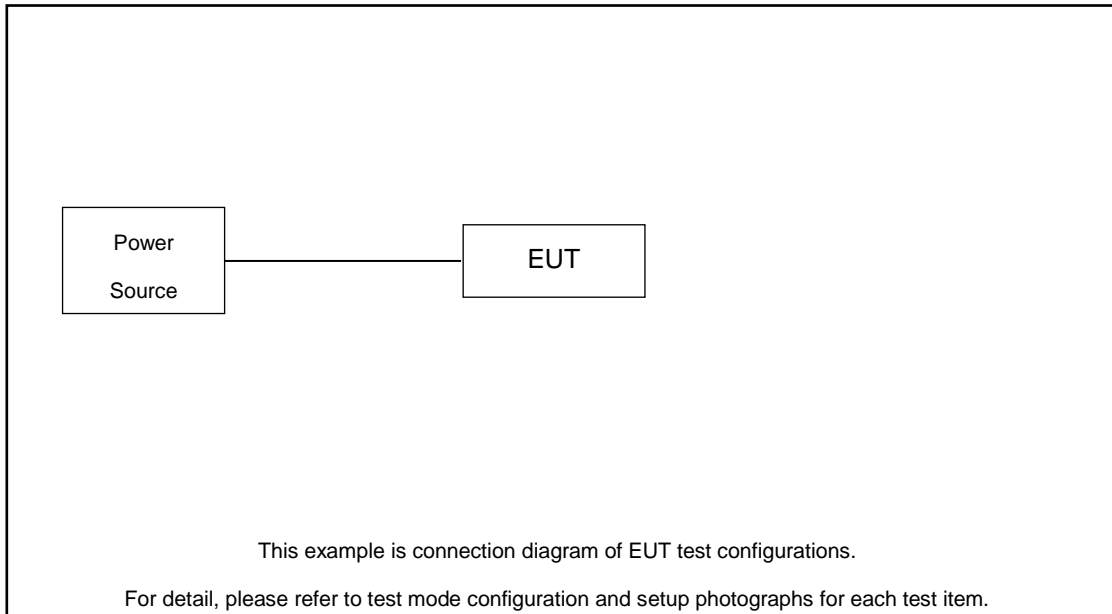 Power
Source
EUT
This example is connection diagram of EUT test configurations.
For detail, please refer to test mode configuration and setup photographs for each test item.